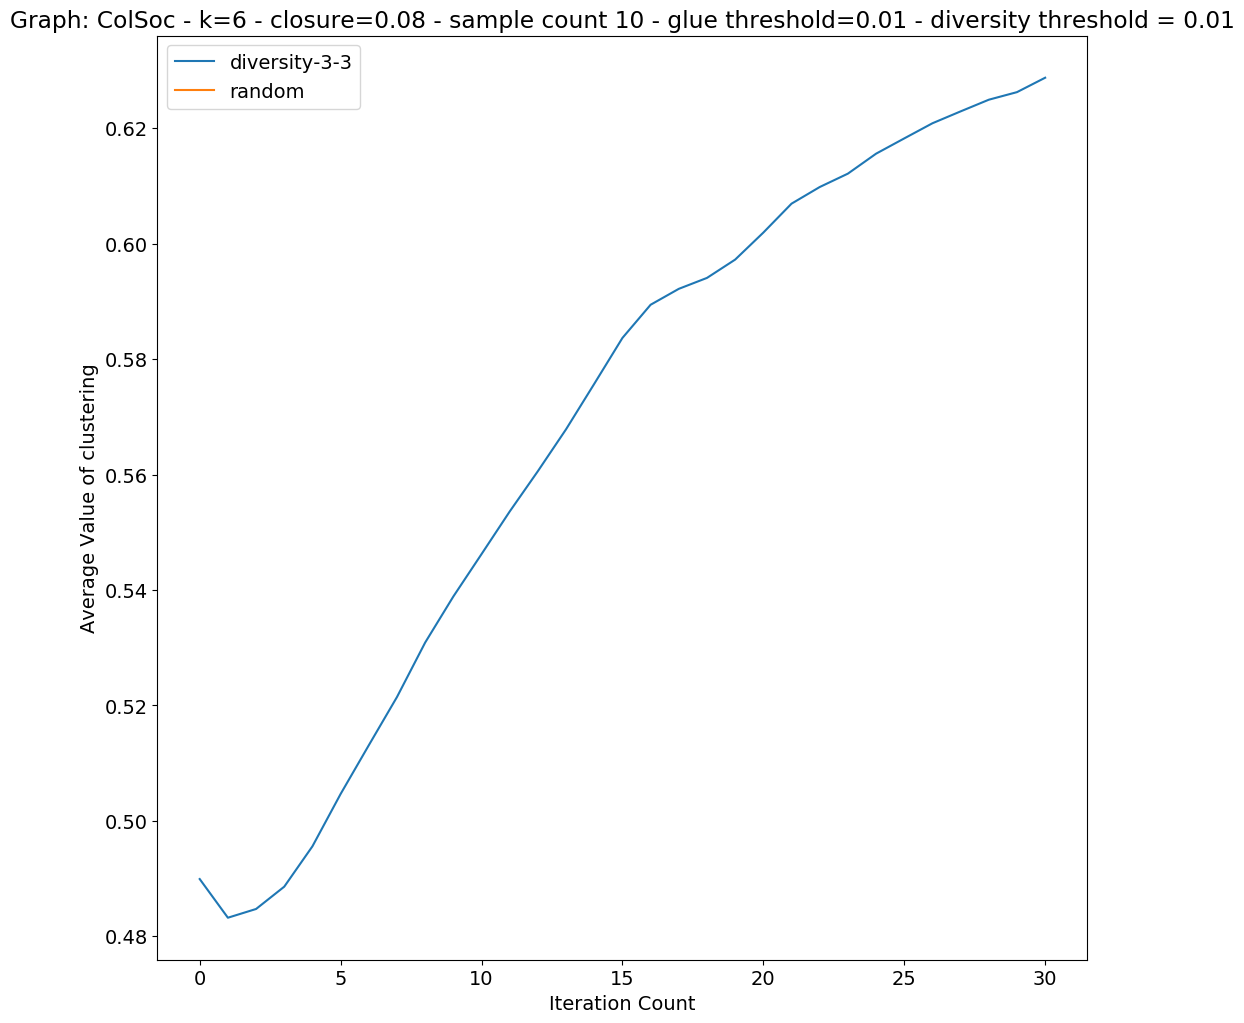 Graph: ColSoc - k=6 - closure=0.08 - sample count 10 - glue threshold=0.01 - diversity threshold = 0.01
diversity-3-3
random
0.62
0.60
0.58
0.56
0.54
0.52
0.50
0.48
Average Value of clustering
0 5 10 15 20 25 30
Iteration Count